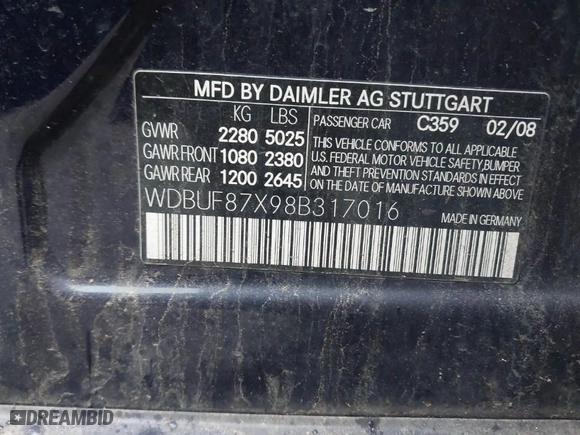 MFD BY DAIMLER AG STUTTGART
KG LBS
GVWR 2280 5025
GAWR FRONT 1080 2380
GAWR REAR 1200 2645
PASSENGER CAR C359 02/08
THIS VEHICLE CONFORMS TO ALL APPLICABLE
U.S. FEDERAL MOTOR VEHICLE SAFETY, BUMPER
AND THEFT PREVENTION STANDARDS IN EFFECT
ON THE DATE OF MANUFACTURE SHOWN ABOVE.
WDBUF87X98B317016
MADE IN GERMANY
DREAMBID